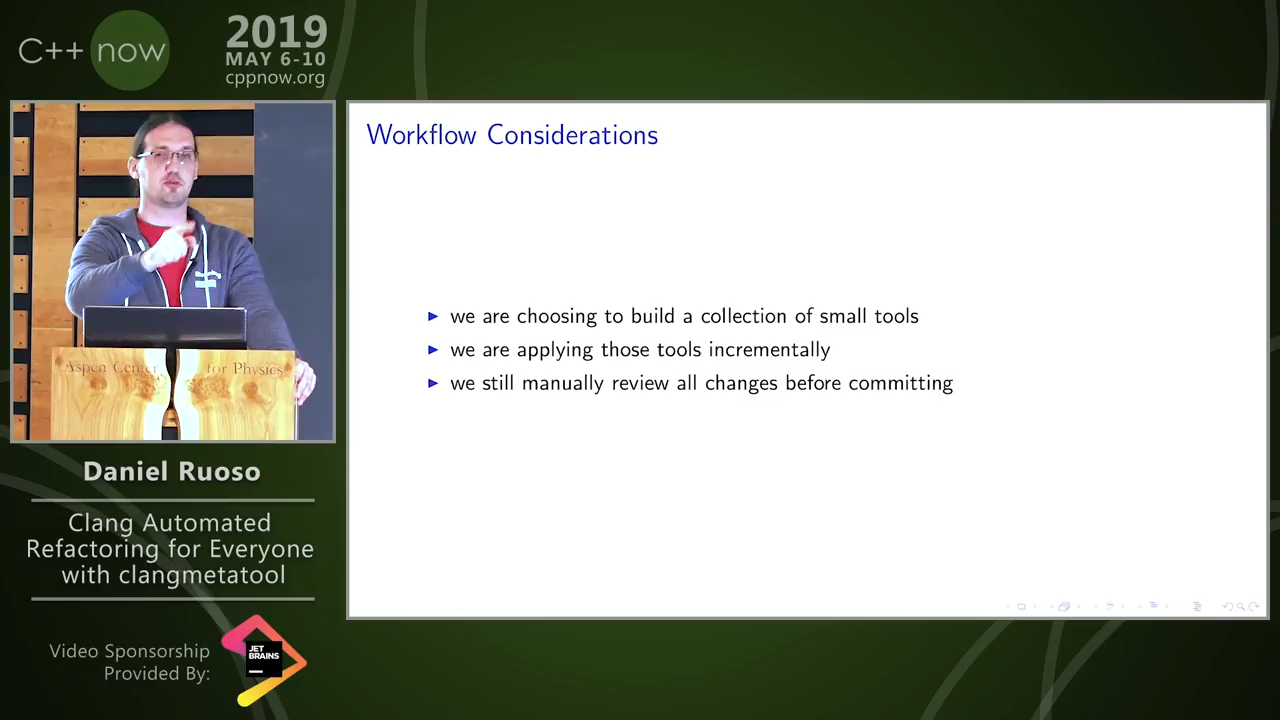 C++ now
2019
MAY 6-10
cppnow.org
Workflow Considerations
we are choosing to build a collection of small tools
we are applying those tools incrementally
we still manually review all changes before committing
Aspen Center for Physics
Daniel Ruoso
Clang Automated
Refactoring for Everyone
with clangmetatool
Video Sponsorship
Provided By:
JET
BRAINS